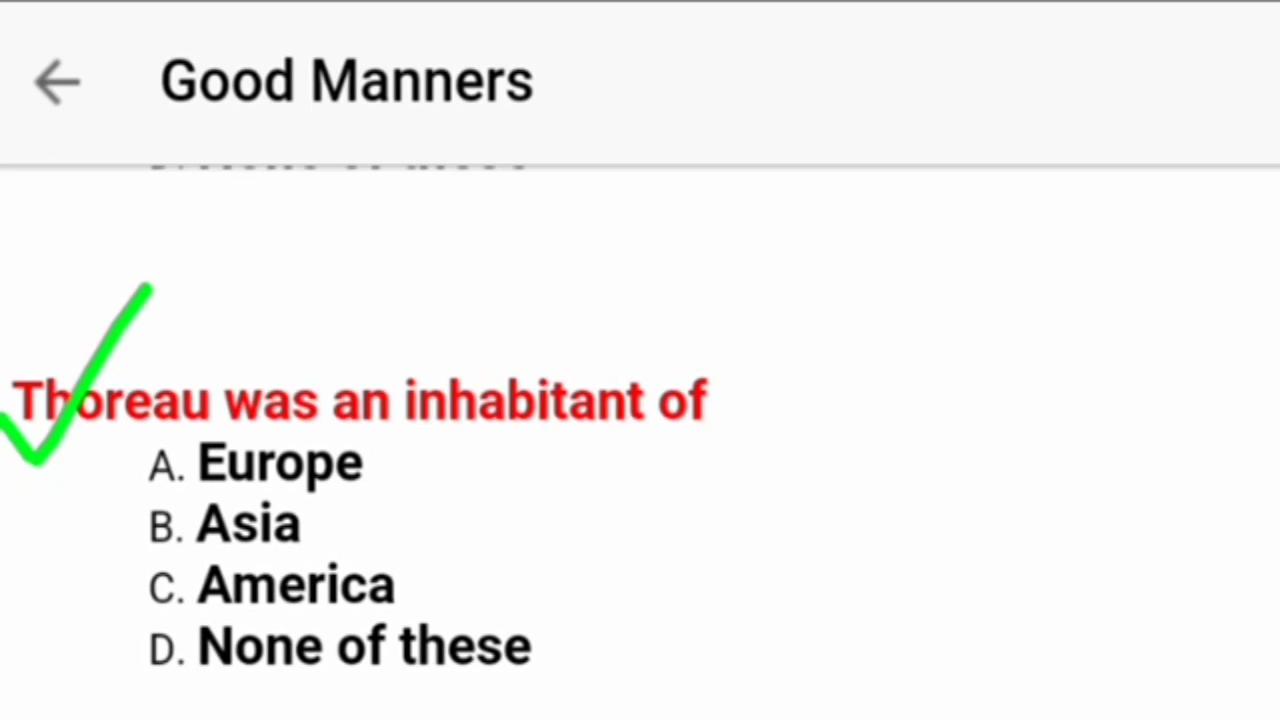 Good Manners
Thoreau was an inhabitant of
A. Europe
B. Asia
C. America
D. None of these